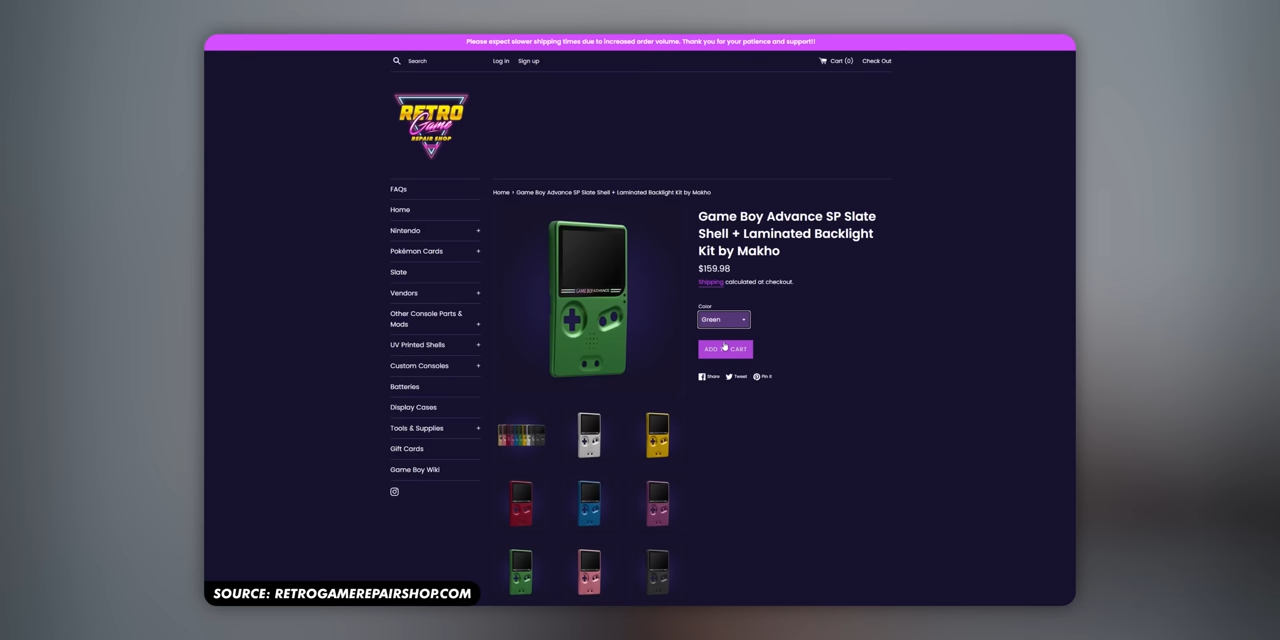 Please expect slower shipping times due to increased order volume. Thank you for your patience and support!!
Search
Log in
Sign up
Cart (0)
Check Out
RETRO
Game
REPAIR SHOP
FAQs
Home
Nintendo +
Pokémon Cards +
Slate
Vendors +
Other Console Parts &
Mods +
UV Printed Shells +
Custom Consoles +
Batteries
Display Cases
Tools & Supplies +
Gift Cards
Game Boy Wiki
Home › Game Boy Advance SP Slate Shell + Laminated Backlight Kit by Makho
GAME BOY ADVANCE
Game Boy Advance SP Slate
Shell + Laminated Backlight
Kit by Makho
$159.98
Shipping calculated at checkout.
Color
Green
ADD TO CART
Share
Tweet
Pin it
SOURCE: RETROGAMEREPAIRSHOP.COM